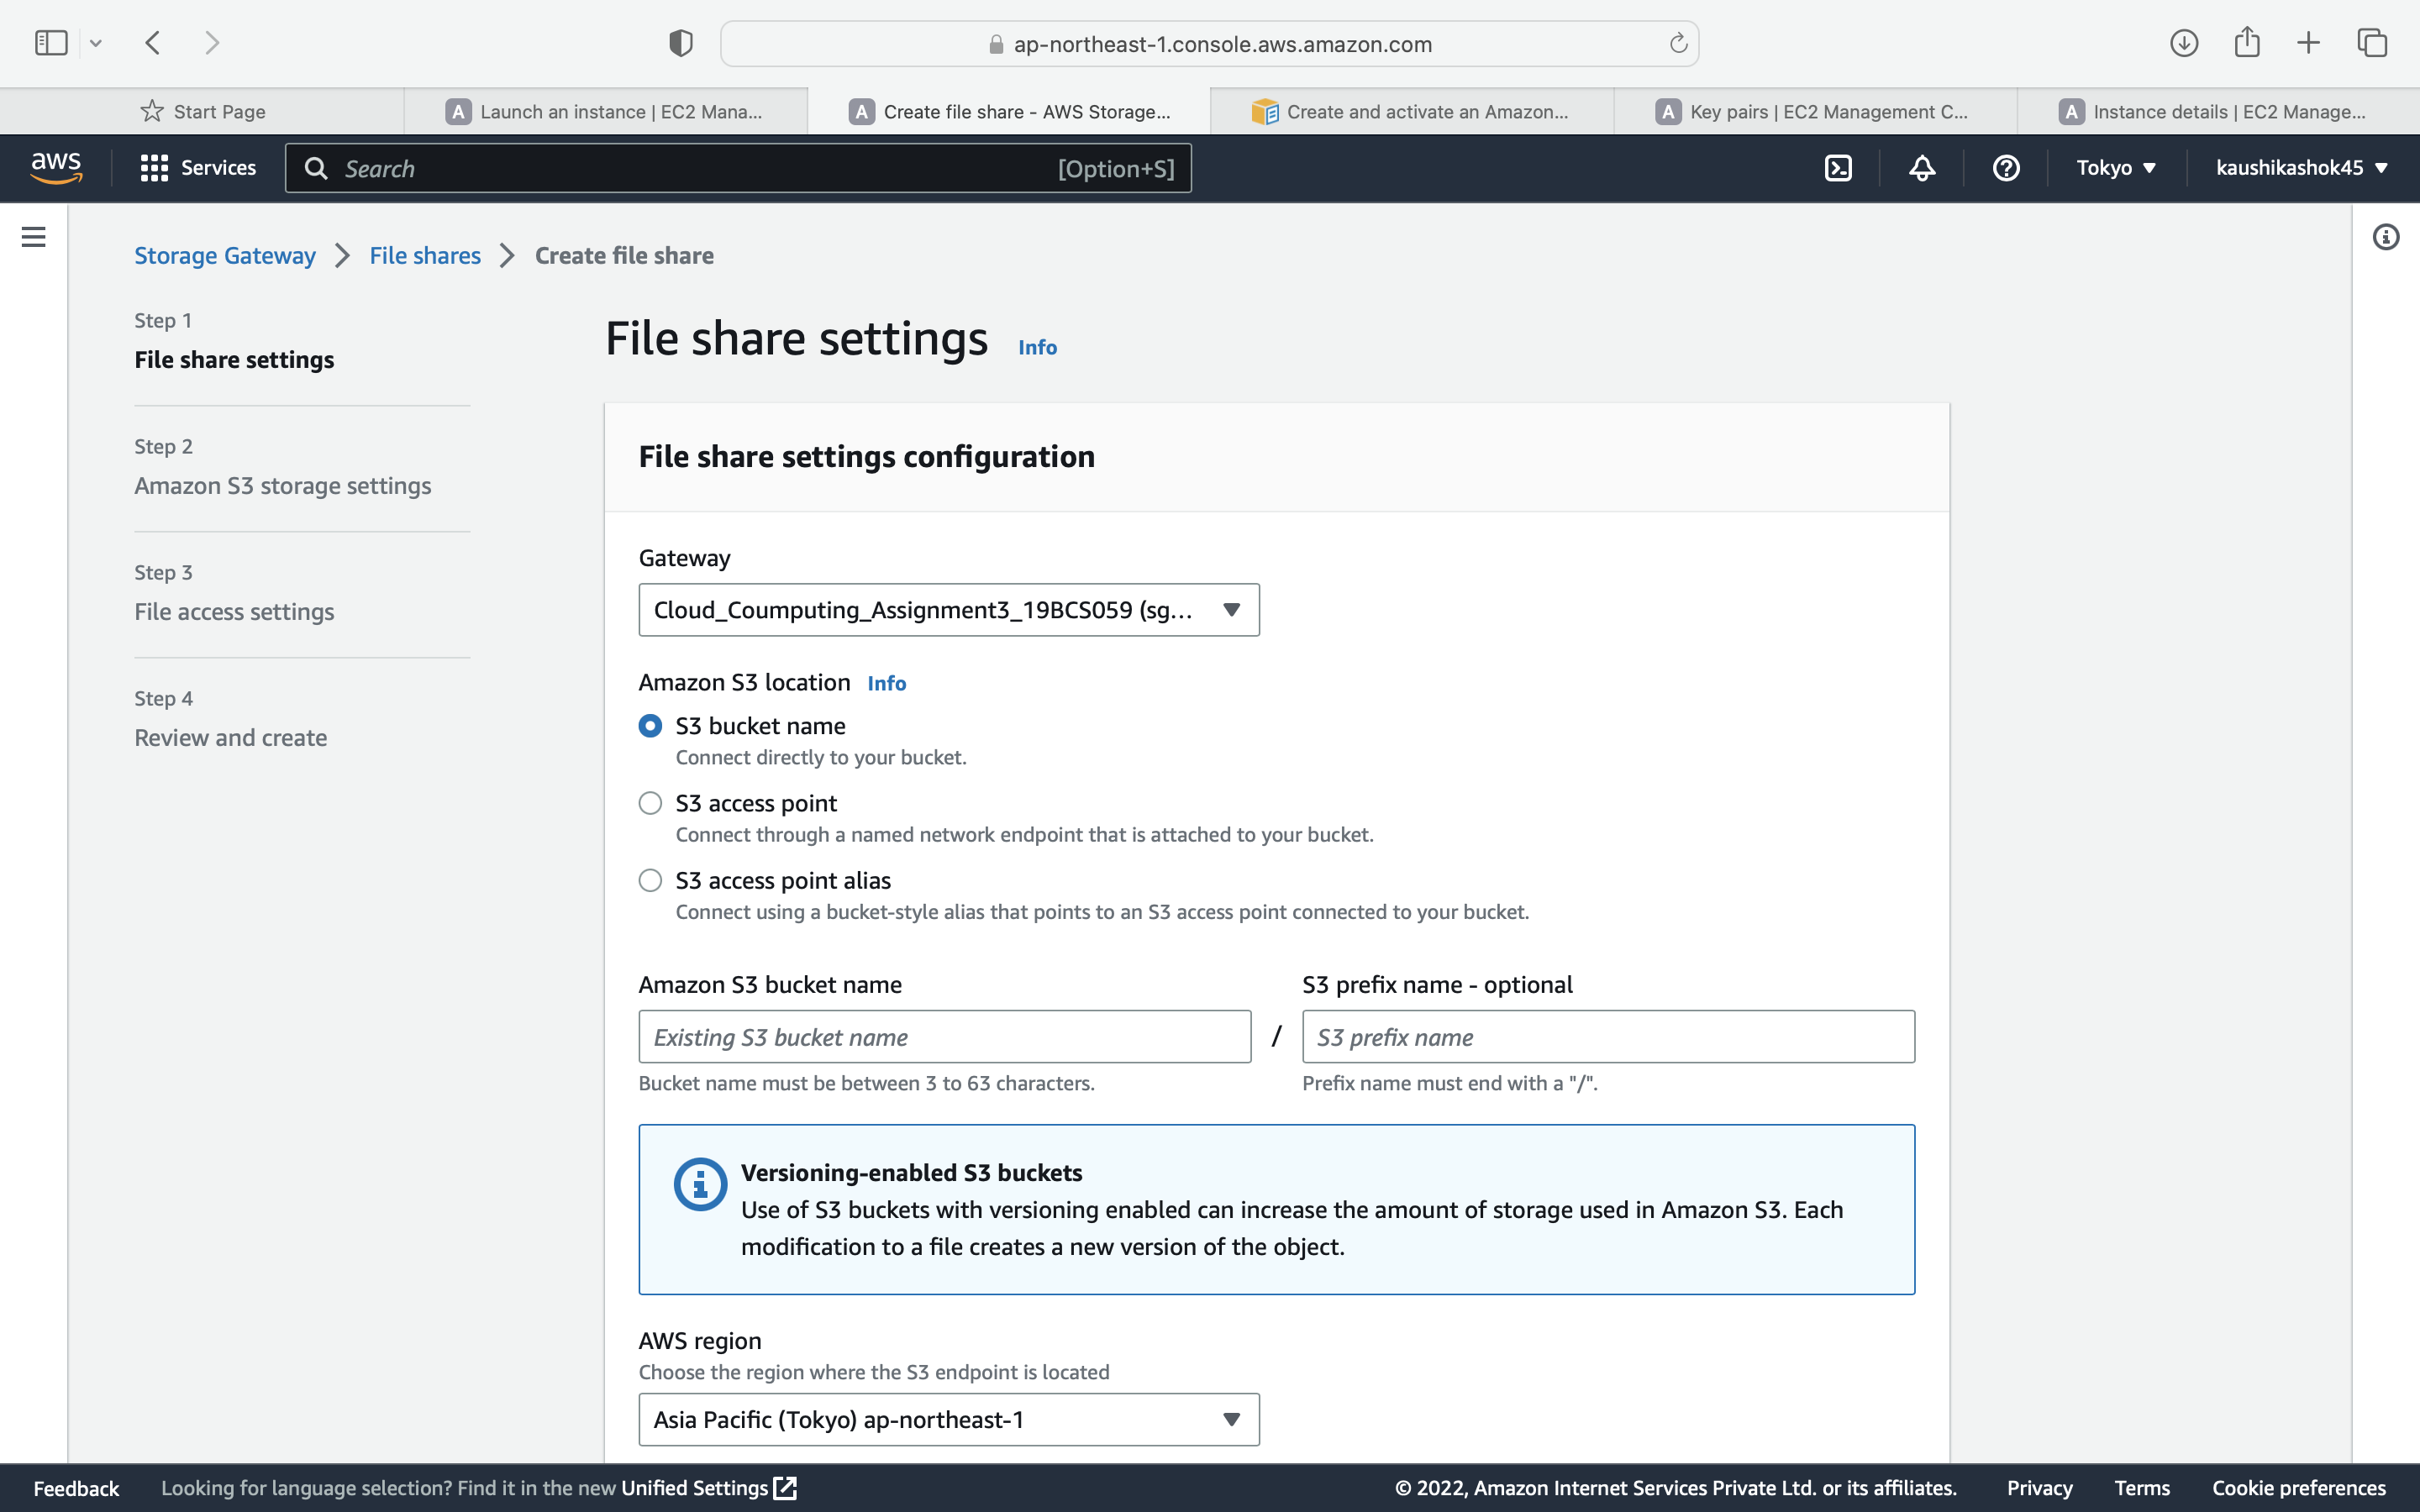 ap-northeast-1.console.aws.amazon.com
Start Page
A Launch an instance | EC2 Mana...
A Create file share - AWS Storage...
Create and activate an Amazon...
A Key pairs | EC2 Management C...
A Instance details | EC2 Manage...
aws
Services
Search
[Option+S]
Tokyo
kaushikashok45
Storage Gateway
File shares
Create file share
Step 1
File share settings
Step 2
Amazon S3 storage settings
Step 3
File access settings
Step 4
Review and create
File share settings Info
File share settings configuration
Gateway
Cloud_Coumputing_Assignment3_19BCS059 (sg...
Amazon S3 location Info
S3 bucket name
Connect directly to your bucket.
S3 access point
Connect through a named network endpoint that is attached to your bucket.
S3 access point alias
Connect using a bucket-style alias that points to an S3 access point connected to your bucket.
Amazon S3 bucket name
Existing S3 bucket name
Bucket name must be between 3 to 63 characters.
/
S3 prefix name - optional
S3 prefix name
Prefix name must end with a "/".
Versioning-enabled S3 buckets
Use of S3 buckets with versioning enabled can increase the amount of storage used in Amazon S3. Each
modification to a file creates a new version of the object.
AWS region
Choose the region where the S3 endpoint is located
Asia Pacific (Tokyo) ap-northeast-1
Feedback
Looking for language selection? Find it in the new Unified Settings
© 2022, Amazon Internet Services Private Ltd. or its affiliates.
Privacy
Terms
Cookie preferences